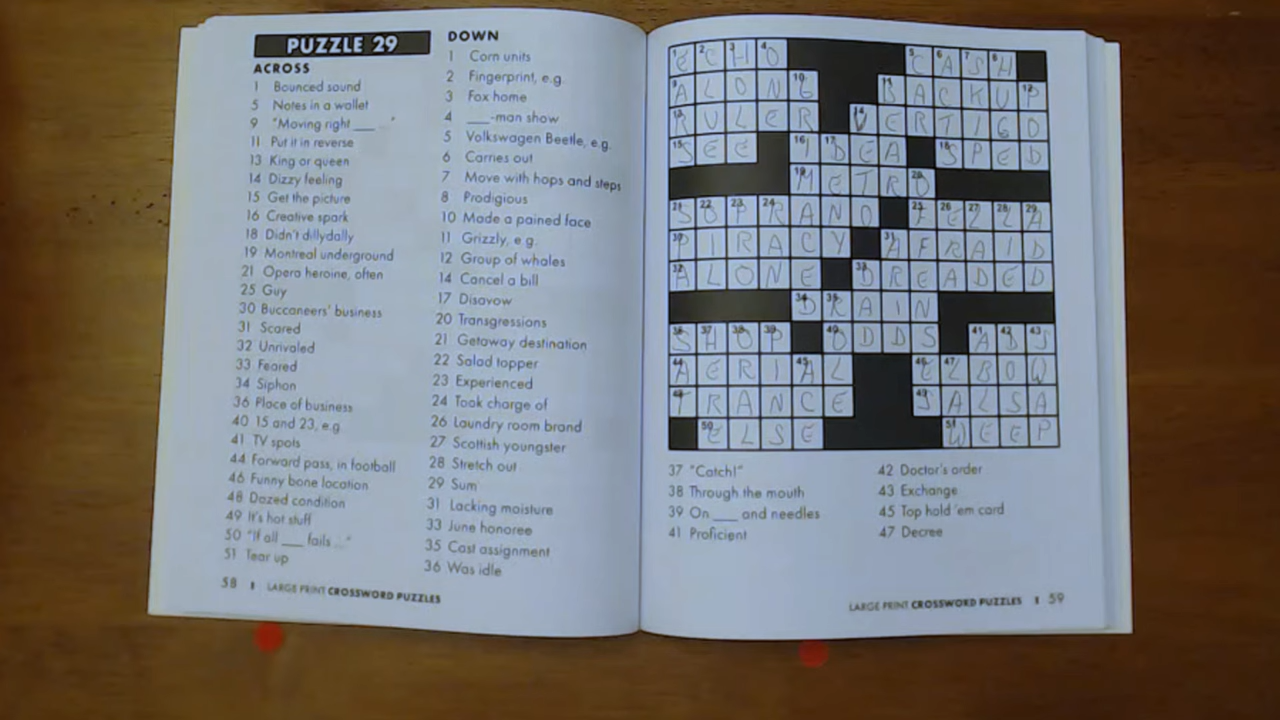 PUZZLE 29
ACROSS
1 Bounced sound
5 Notes in a wallet
9 "Moving right ___ . . "
11 Put it in reverse
13 King or queen
14 Dizzy feeling
15 Get the picture
16 Creative spark
18 Didn't dillydally
19 Montreal underground
21 Opera heroine, often
25 Guy
30 Buccaneers' business
31 Scared
32 Unrivaled
33 Feared
34 Siphon
36 Place of business
40 15 and 23, e.g.
41 TV spots
44 Forward pass, in football
46 Funny bone location
48 Dazed condition
49 It's hot stuff
50 "If all ___ fails . ."
51 Tear up
DOWN
1 Corn units
2 Fingerprint, e.g.
3 Fox home
4 ___-man show
5 Volkswagen Beetle, e.g.
6 Carries out
7 Move with hops and steps
8 Prodigious
10 Made a pained face
11 Grizzly, e.g.
12 Group of whales
14 Cancel a bill
17 Disavow
20 Transgressions
21 Getaway destination
22 Salad topper
23 Experienced
24 Took charge of
26 Laundry room brand
27 Scottish youngster
28 Stretch out
29 Sum
31 Lacking moisture
33 June honoree
35 Cast assignment
36 Was idle
58 LARGE PRINT CROSSWORD PUZZLES
ECHO CASH
ALONG BACKUP
RULER VERTIGO
SEE IDEA SPED
METRO
SOPRANO FELLA
PIRACY AFRAID
ALONE DREADED
DRAIN
SHOP ODDS ADS
AERIAL ELBOW
TRANCE SALSA
ELSE WEEP
37 "Catch!"
38 Through the mouth
39 On ___ and needles
41 Proficient
42 Doctor's order
43 Exchange
45 Top hold 'em card
47 Decree
LARGE PRINT CROSSWORD PUZZLES 59